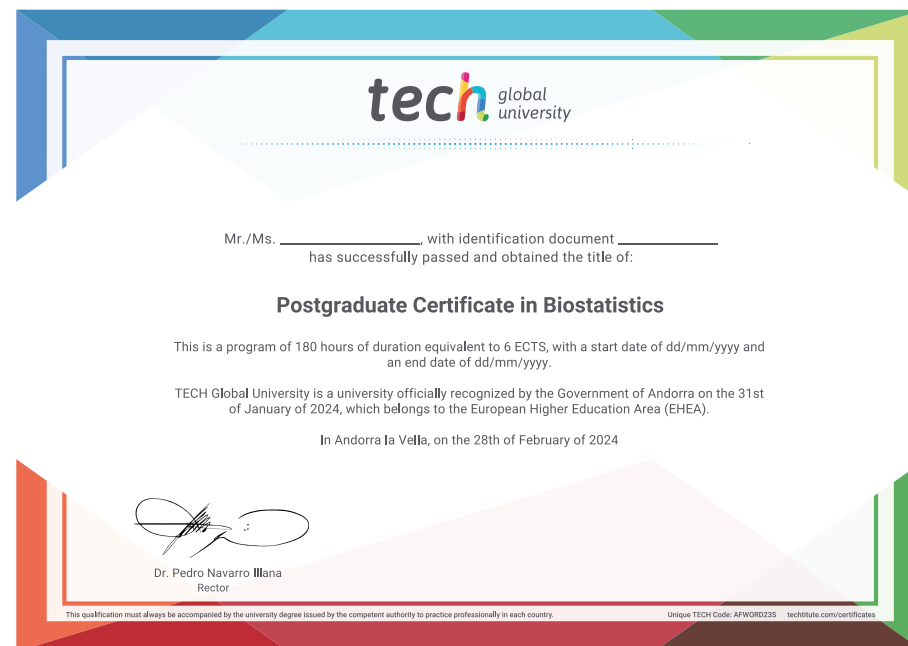 tech global
university
Mr./Ms. ____________, with identification document ____________
has successfully passed and obtained the title of:
Postgraduate Certificate in Biostatistics
This is a program of 180 hours of duration equivalent to 6 ECTS, with a start date of dd/mm/yyyy and
an end date of dd/mm/yyyy.
TECH Global University is a university officially recognized by the Government of Andorra on the 31st
of January of 2024, which belongs to the European Higher Education Area (EHEA).
In Andorra la Vella, on the 28th of February of 2024
Dr. Pedro Navarro Illana
Rector
This qualification must always be accompanied by the university degree issued by the competent authority to practice professionally in each country. Unique TECH Code: AFWORD23S techtitute.com/certificates